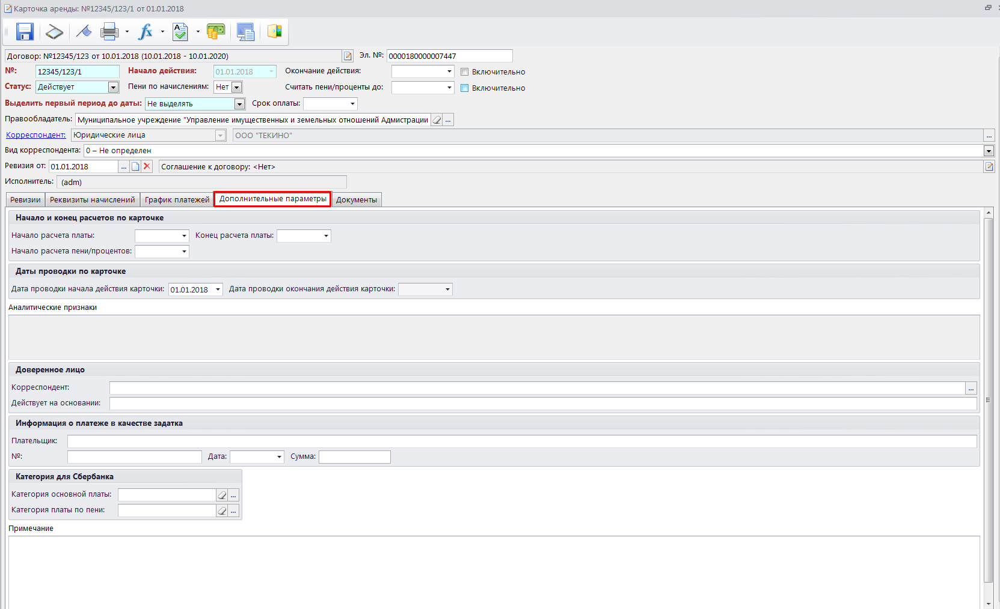 Карточка аренды: №12345/123/1 от 01.01.2018
Договор: №12345/123 от 10.01.2018 (10.01.2018 - 10.01.2020) Эл. №: 0000180000007447
№: 12345/123/1 Начало действия: 01.01.2018 Окончание действия: Включительно
Статус: Действует Пени по начислениям: Нет Считать пени/проценты до: Включительно
Выделить первый период до даты: Не выделять Срок оплаты:
Правообладатель: Муниципальное учреждение "Управление имущественных и земельных отношений Адмистрации ...
Корреспондент: Юридические лица ООО "ТЕКИНО" ...
Вид корреспондента: 0 – Не определен
Ревизия от: 01.01.2018 ... Соглашение к договору: <Нет>
Исполнитель: (adm)
Ревизии Реквизиты начислений График платежей Дополнительные параметры Документы
Начало и конец расчетов по карточке
Начало расчета платы: Конец расчета платы:
Начало расчета пени/процентов:
Даты проводки по карточке
Дата проводки начала действия карточки: 01.01.2018 Дата проводки окончания действия карточки:
Аналитические признаки
Доверенное лицо
Корреспондент: ...
Действует на основании:
Информация о платеже в качестве задатка
Плательщик:
№: Дата: Сумма:
Категория для Сбербанка
Категория основной платы: ...
Категория платы по пени: ...
Примечание